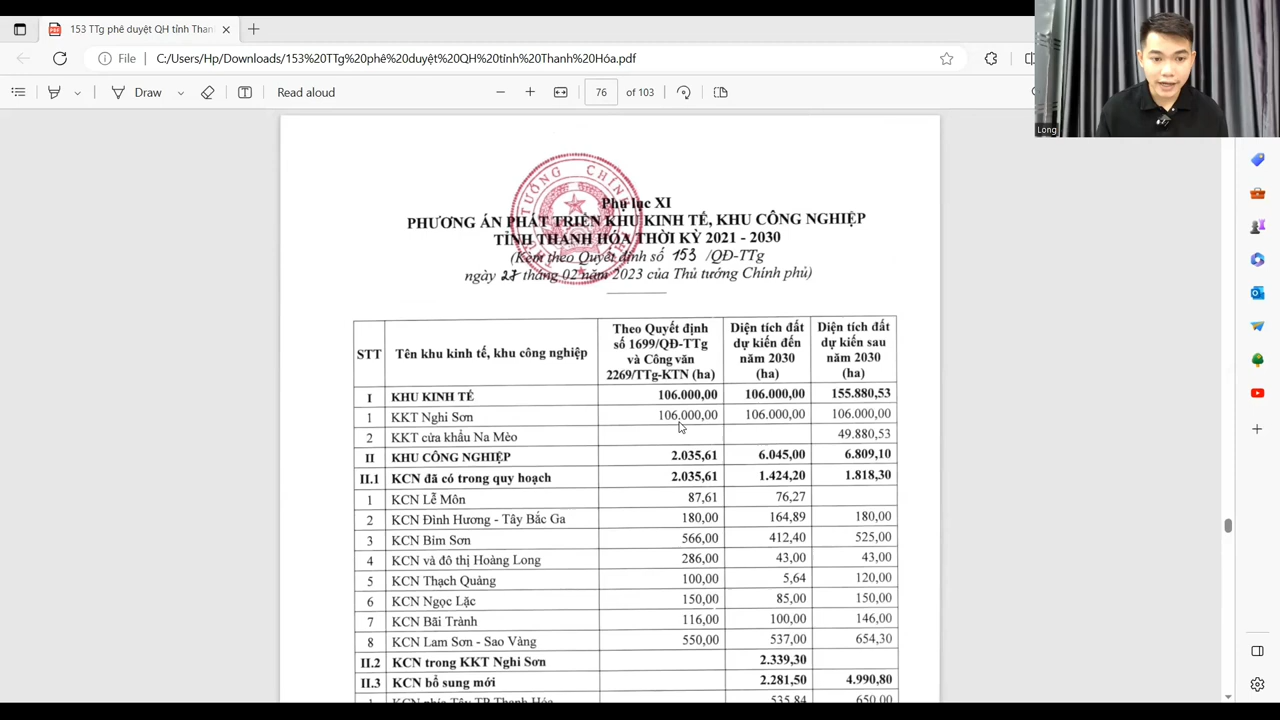 153 TTg phê duyệt QH tỉnh Than
File C:/Users/Hp/Downloads/153%20TTg%20phê%20duyệt%20QH%20tỉnh%20Thanh%20Hóa.pdf
Draw Read aloud 76 of 103
Long
Phụ lục XI
PHƯƠNG ÁN PHÁT TRIỂN KHU KINH TẾ, KHU CÔNG NGHIỆP
TỈNH THANH HÓA THỜI KỲ 2021 - 2030
(Kèm theo Quyết định số 153 /QĐ-TTg
ngày 27 tháng 02 năm 2023 của Thủ tướng Chính phủ)
STT Tên khu kinh tế, khu công nghiệp Theo Quyết định số 1699/QĐ-TTg và Công văn 2269/TTg-KTN (ha) Diện tích đất dự kiến đến năm 2030 (ha) Diện tích đất dự kiến sau năm 2030 (ha)
I KHU KINH TẾ 106.000,00 106.000,00 155.880,53
1 KKT Nghi Sơn 106.000,00 106.000,00 106.000,00
2 KKT cửa khẩu Na Mèo 49.880,53
II KHU CÔNG NGHIỆP 2.035,61 6.045,00 6.809,10
II.1 KCN đã có trong quy hoạch 2.035,61 1.424,20 1.818,30
1 KCN Lễ Môn 87,61 76,27
2 KCN Đình Hương - Tây Bắc Ga 180,00 164,89 180,00
3 KCN Bỉm Sơn 566,00 412,40 525,00
4 KCN và đô thị Hoàng Long 286,00 43,00 43,00
5 KCN Thạch Quảng 100,00 5,64 120,00
6 KCN Ngọc Lặc 150,00 85,00 150,00
7 KCN Bãi Trành 116,00 100,00 146,00
8 KCN Lam Sơn - Sao Vàng 550,00 537,00 654,30
II.2 KCN trong KKT Nghi Sơn 2.339,30
II.3 KCN bổ sung mới 2.281,50 4.990,80
1 KCN phía Tây TP Thanh Hóa 535,84 650,00